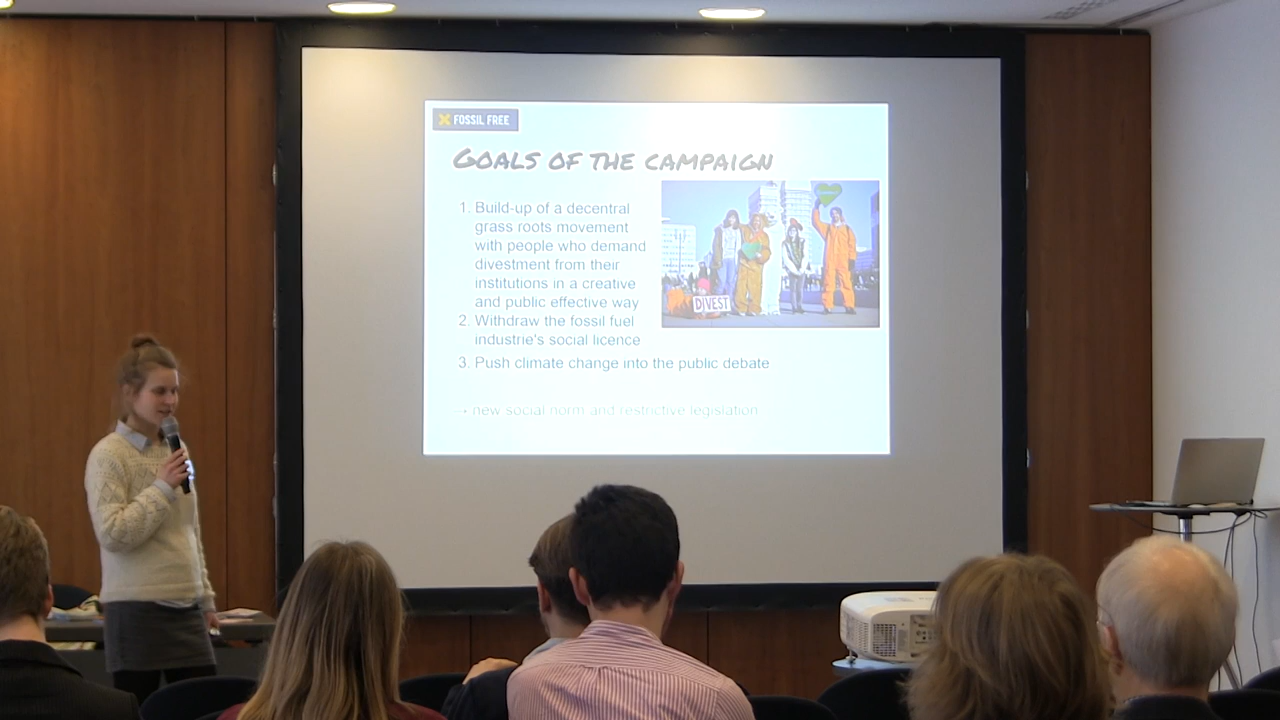 FOSSIL FREE
GOALS OF THE CAMPAIGN
1. Build-up of a decentral
grass roots movement
with people who demand
divestment from their
institutions in a creative
and public effective way
2. Withdraw the fossil fuel
industrie's social licence
3. Push climate change into the public debate
→ new social norm and restrictive legislation
DIVEST